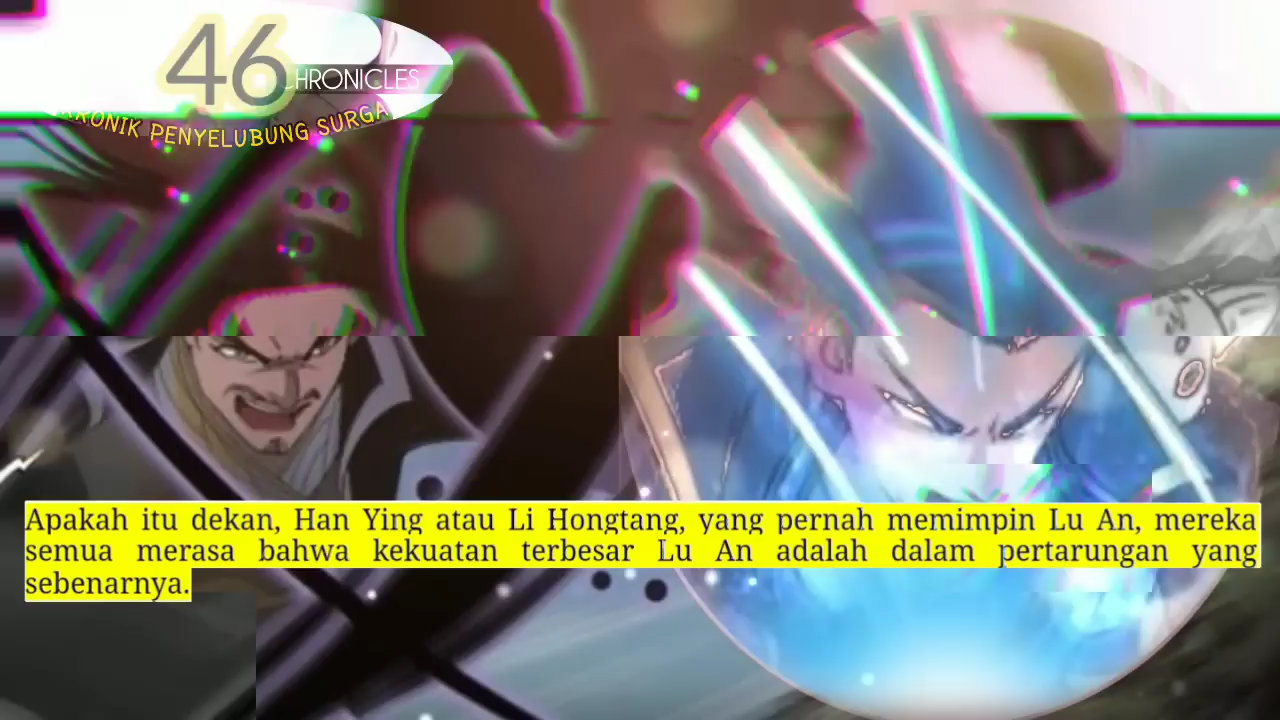 46
CHRONICLES
KRONIK PENYELUBUNG SURGA
Apakah itu dekan, Han Ying atau Li Hongtang, yang pernah memimpin Lu An, mereka
semua merasa bahwa kekuatan terbesar Lu An adalah dalam pertarungan yang
sebenarnya.